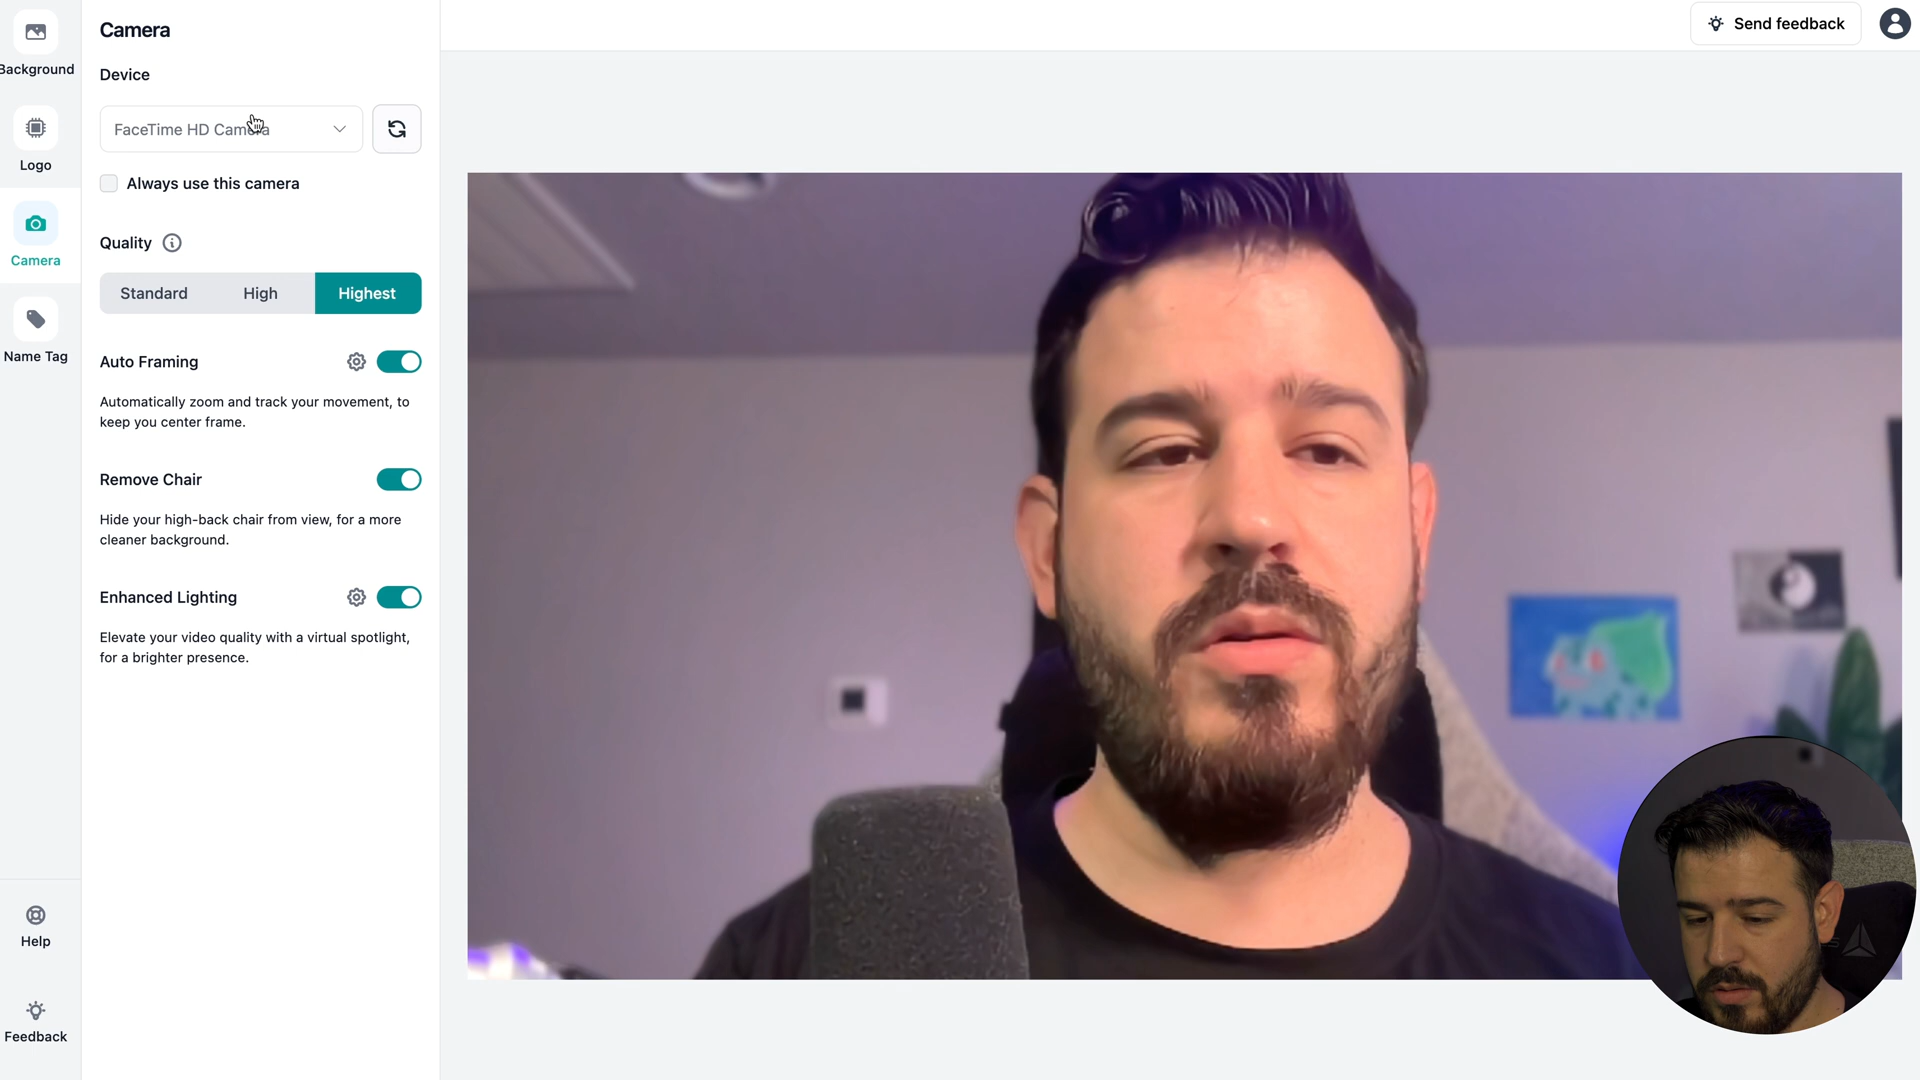 Background
Logo
Camera
Name Tag
Help
Feedback
Camera
Device
FaceTime HD Camera
Always use this camera
Quality
Standard
High
Highest
Auto Framing
Automatically zoom and track your movement, to
keep you center frame.
Remove Chair
Hide your high-back chair from view, for a more
cleaner background.
Enhanced Lighting
Elevate your video quality with a virtual spotlight,
for a brighter presence.
Send feedback